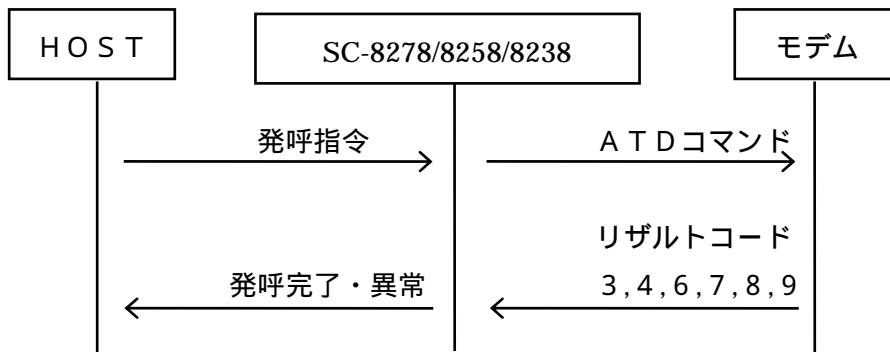 ＨＯＳＴ
SC-8278/8258/8238
モデム
発呼指令
ＡＴＤコマンド
リザルトコード
発呼完了・異常
３,４,６,７,８,９